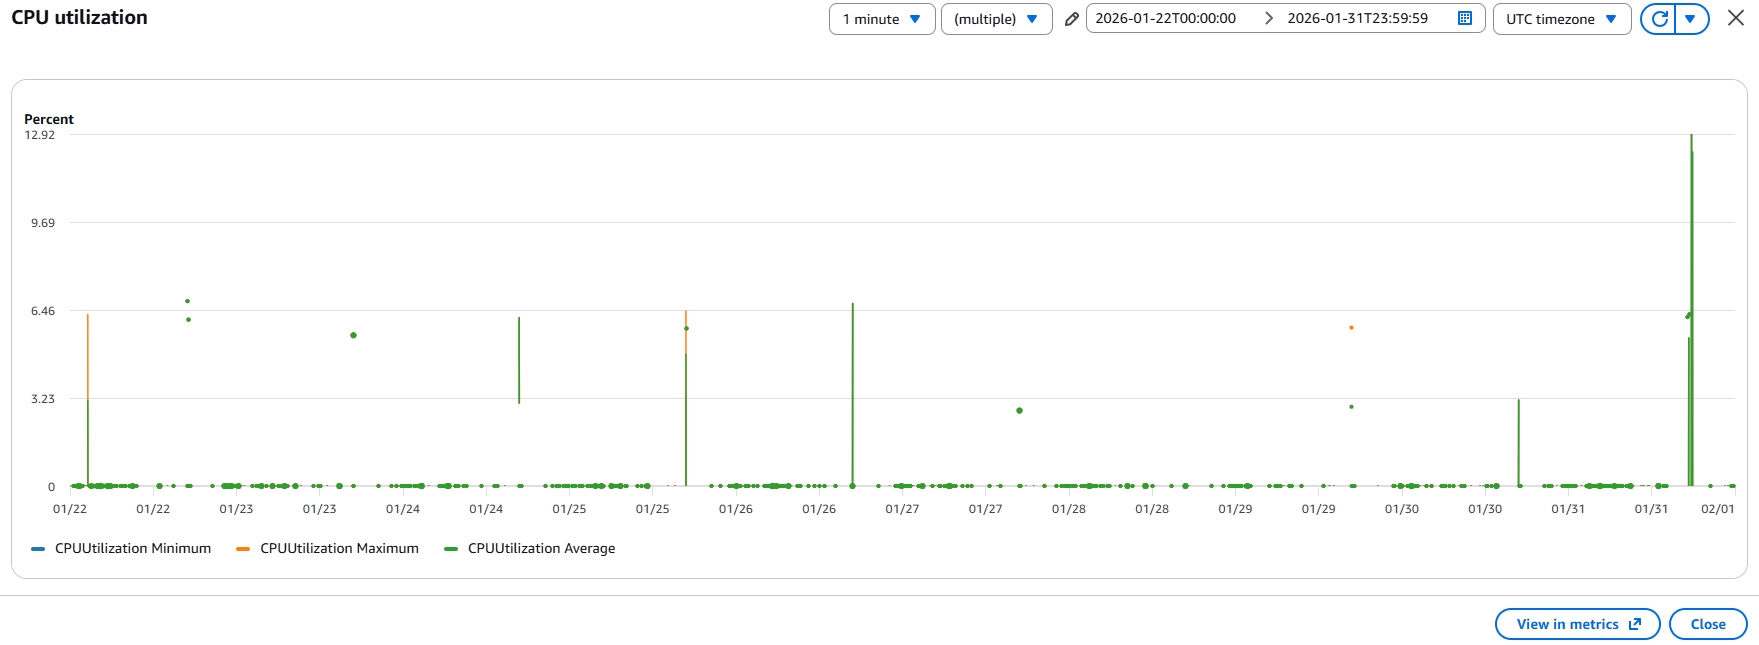 CPU utilization
1 minute
(multiple)
2026-01-22T00:00:00
2026-01-31T23:59:59
UTC timezone
Percent
12.92
9.69
6.46
3.23
0
01/22 01/22 01/23 01/23 01/24 01/24 01/25 01/25 01/26 01/26 01/27 01/27 01/28 01/28 01/29 01/29 01/30 01/30 01/31 01/31 02/01
CPUUtilization Minimum CPUUtilization Maximum CPUUtilization Average
View in metrics
Close